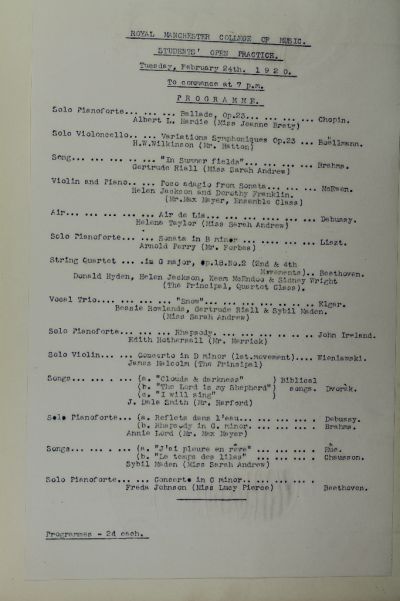 ROYAL MANCHESTER COLLEGE OF MUSIC.
STUDENTS' OPEN PRACTICE.
Tuesday, February 24th. 1920.
To commence at 7 p.m.
PROGRAMME.
Solo Pianoforte... ... ... Ballade, Op.23... ... ... ... Chopin.
Albert L. Hardie (Miss Jeanne Brety)
Solo Violoncello.. ... Variations Symphoniques Op.23 ... Böellmann.
H.W.Wilkinson (Mr. Hatton)
Song... ... ... ... ... "In Summer fields"... ... ... ... Brahms.
Gertrude Riall (Miss Sarah Andrew)
Violin and Piano.. ... Poco adagio from Sonata... ... ... McEwen.
Helen Jackson and Dorothy Franklin.
(Mr.Max Mayer, Ensemble Class)
Air... ... ... ... ... Air de Lia... ... ... ... ... ... Debussy.
Helena Taylor (Miss Sarah Andrew)
Solo Pianoforte... ... ... Sonata in B minor ... ... ... Liszt.
Arnold Perry (Mr. Forbes)
String Quartet ... ..in G major, Op.18.No.2 (2nd & 4th
Movements).. Beethoven.
Donald Hyden, Helen Jackson, Keem McEndoo & Sidney Wright
(The Principal, Quartet Class).
Vocal Trio.... ... ... ... "Snow"... ... ... ... ... ... Elgar.
Bessie Rowlands, Gertrude Riall & Sybil Maden.
(Miss Sarah Andrew)
Solo Pianoforte... ... ... Rhapsody. ... ... ... ... John Ireland.
Edith Hothersall (Mr. Merrick)
Solo Violin... ... Concerto in D minor (1st.movement).... Wieniawski.
James Malcolm (The Principal)
Songs... ... ... ... (a. "Clouds & darkness" ) Biblical
(b. "The Lord is my Shepherd") songs. Dvořák.
(c. "I will sing" )
J. Dale Smith (Mr. Harford)
Solo Pianoforte... ... (a. Reflets dans l'eau... ... ... ... Debussy.
(b. Rhapsody in G. minor. ... ... ... Brahms.
Annie Lord (Mr. Max Mayer)
Songs... ... ... ... (a. "J'ai pleuré en rêve" ... ... ... Hüe.
(b. "Le temps des lilas" ... ... ... Chausson.
Sybil Maden (Miss Sarah Andrew)
Solo Pianoforte... ... ... Concerto in C minor... ... ... ...
Freda Johnson (Miss Lucy Pierce) Beethoven.
Programmes - 2d each.